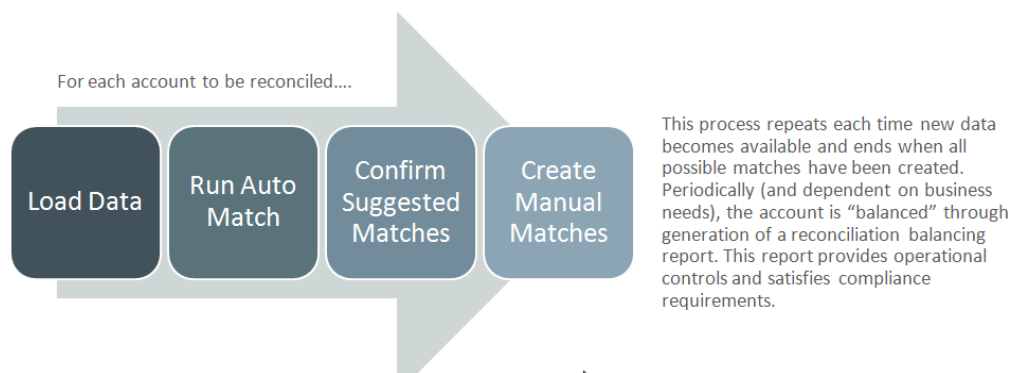 For each account to be reconciled....
Load Data
Run Auto
Match
Confirm
Suggested
Matches
Create
Manual
Matches
This process repeats each time new data
becomes available and ends when all
possible matches have been created.
Periodically (and dependent on business
needs), the account is “balanced” through
generation of a reconciliation balancing
report. This report provides operational
controls and satisfies compliance
requirements.